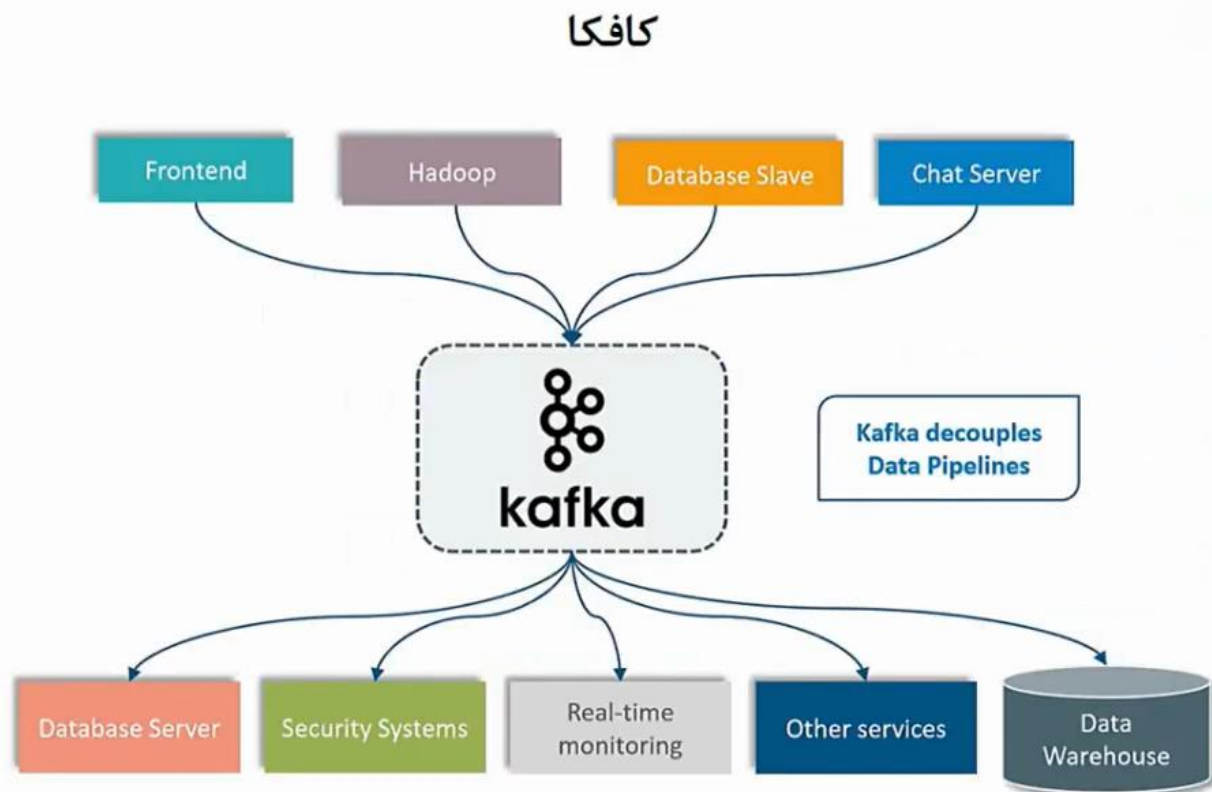 کافکا
Frontend
Hadoop
Database Slave
Chat Server
kafka
Kafka decouples
Data Pipelines
Database Server
Security Systems
Real-time
monitoring
Other services
Data
Warehouse